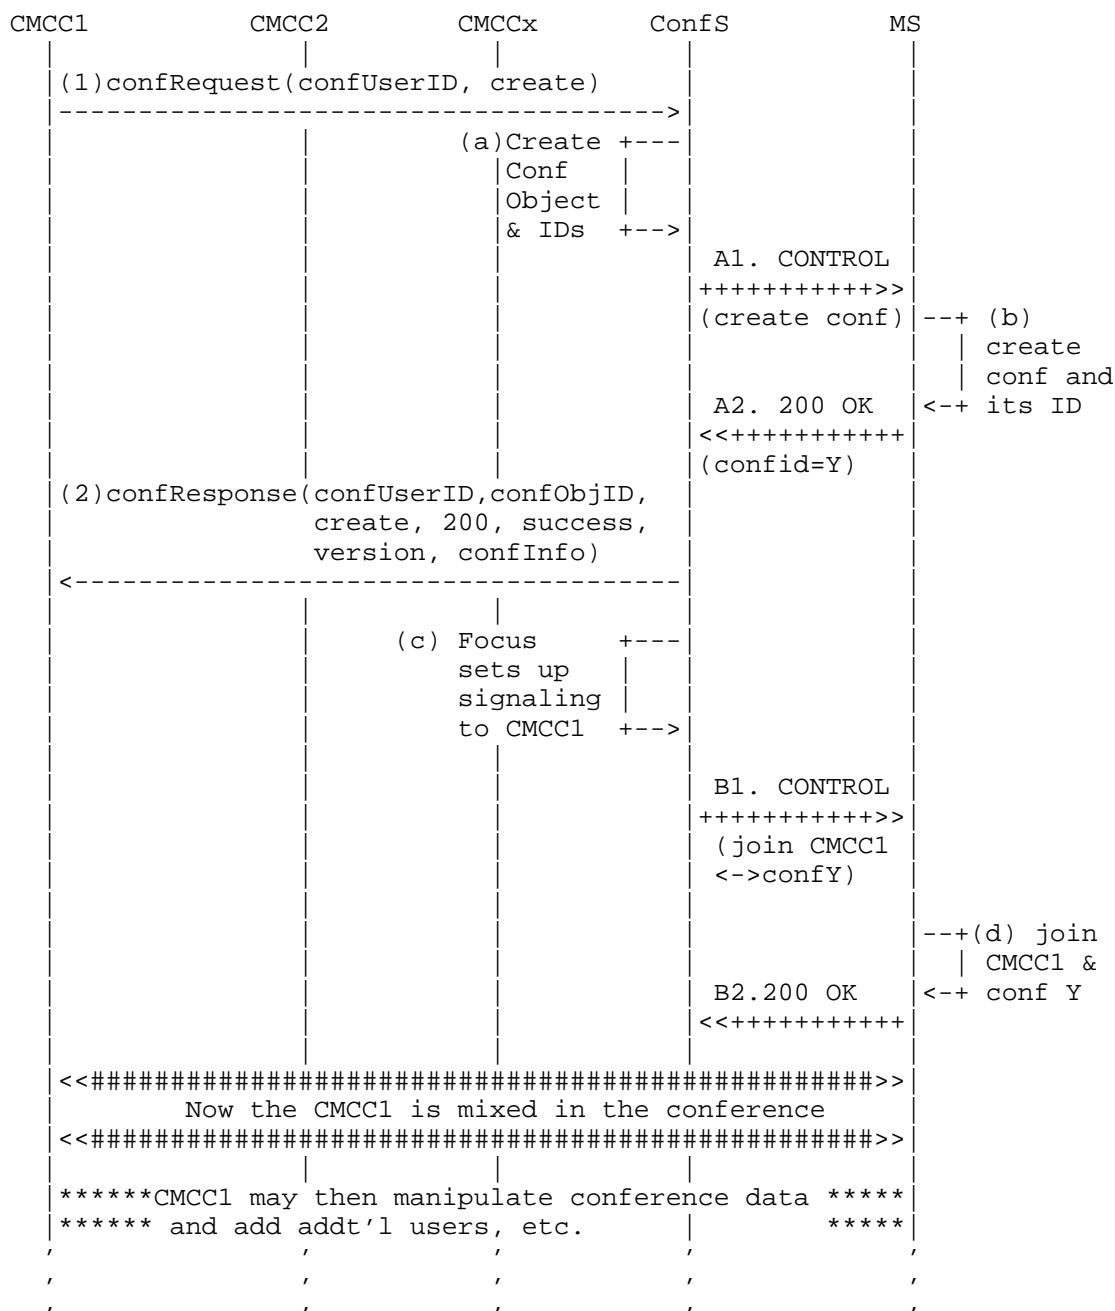 CMCC1 CMCC2 CMCCx ConfS MS
(1)confRequest(confUserID, create)
(a)Create
Conf
Object
& IDs
A1. CONTROL
(create conf) (b)
create
conf and
A2. 200 OK its ID
(confid=Y)
(2)confResponse(confUserID,confObjID,
create, 200, success,
version, confInfo)
(c) Focus
sets up
signaling
to CMCC1
B1. CONTROL
(join CMCC1
<->confY)
(d) join
CMCC1 &
B2.200 OK conf Y
<<#################################################>>
Now the CMCC1 is mixed in the conference
<<#################################################>>
******CMCC1 may then manipulate conference data *****
****** and add addt'l users, etc. *****